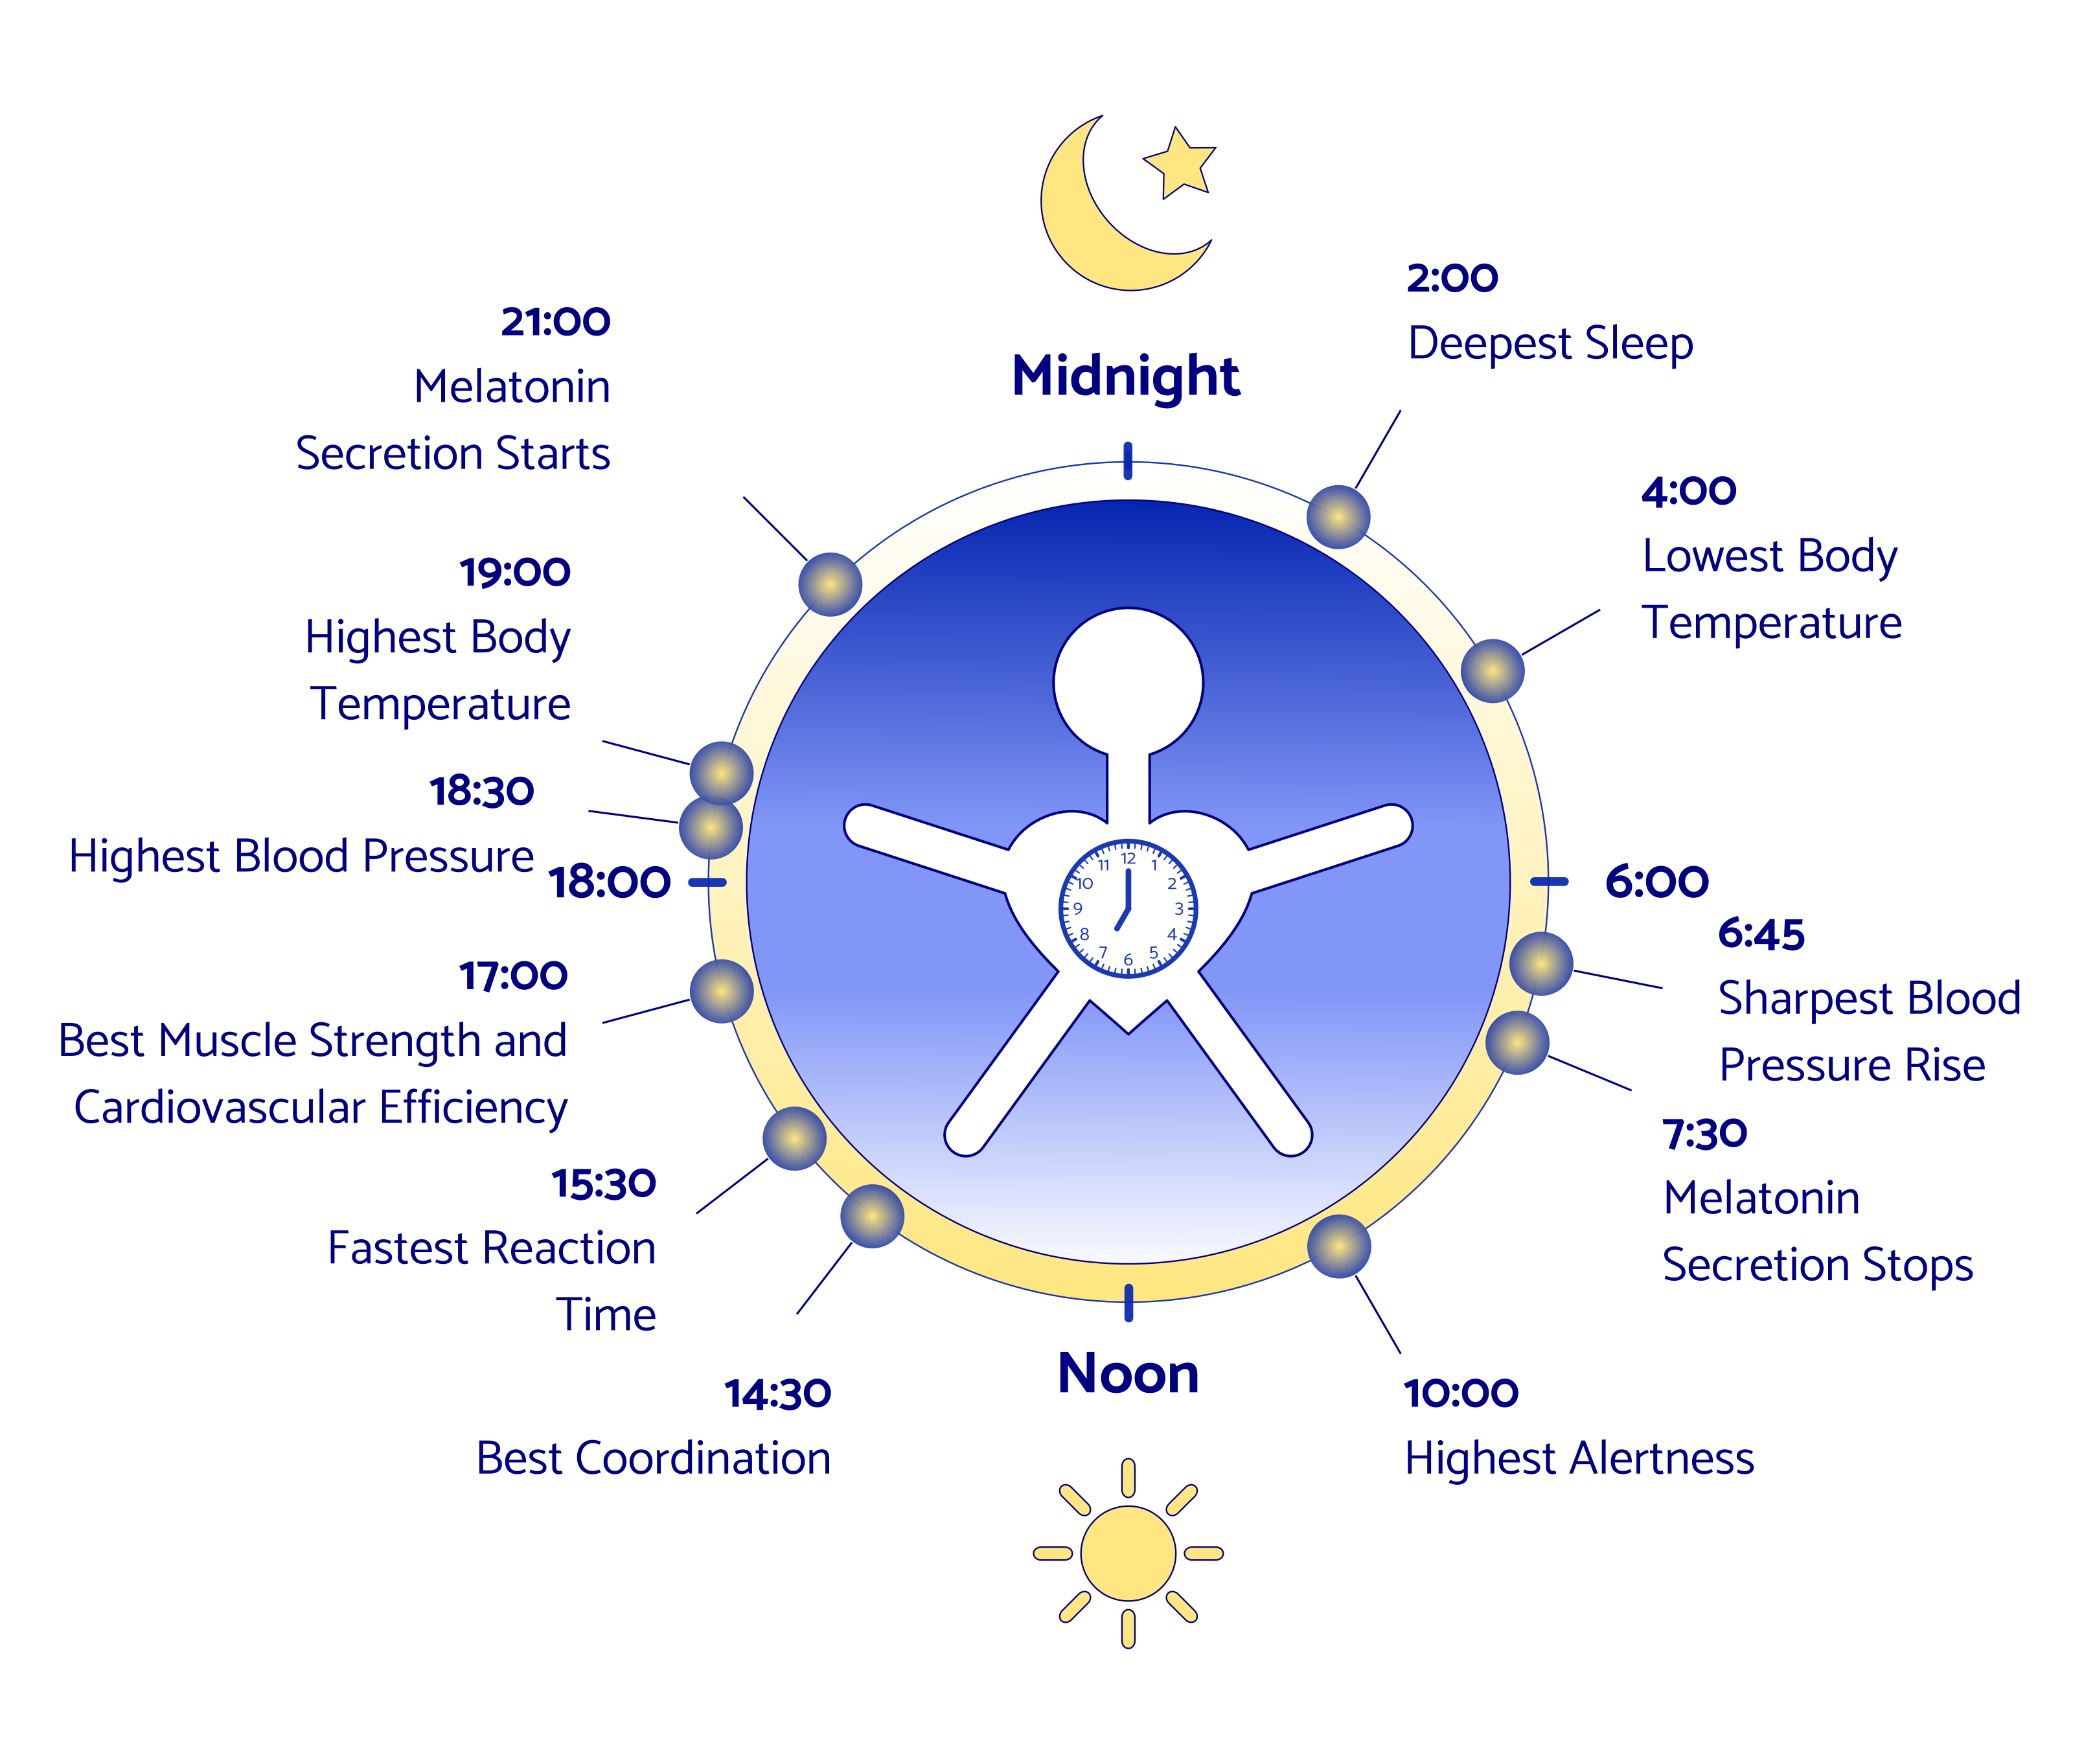 Midnight
2:00
Deepest Sleep
4:00
Lowest Body
Temperature
6:00
6:45
Sharpest Blood
Pressure Rise
7:30
Melatonin
Secretion Stops
10:00
Highest Alertness
Noon
14:30
Best Coordination
15:30
Fastest Reaction
Time
17:00
Best Muscle Strength and
Cardiovascular Efficiency
18:00
18:30
Highest Blood Pressure
19:00
Highest Body
Temperature
21:00
Melatonin
Secretion Starts
12
1
2
3
4
5
6
7
8
9
10
11